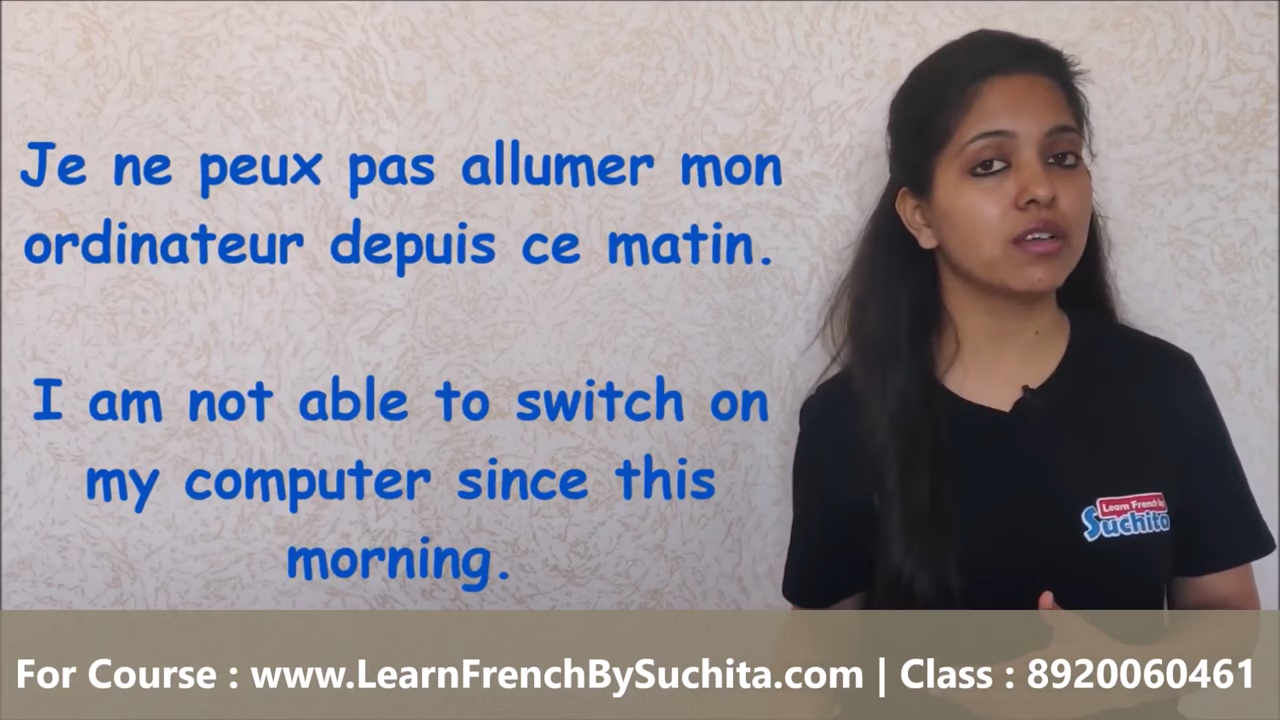 Je ne peux pas allumer mon
ordinateur depuis ce matin.
I am not able to switch on
my computer since this
morning.
Learn French by
Suchita
For Course : www.LearnFrenchBySuchita.com | Class : 8920060461